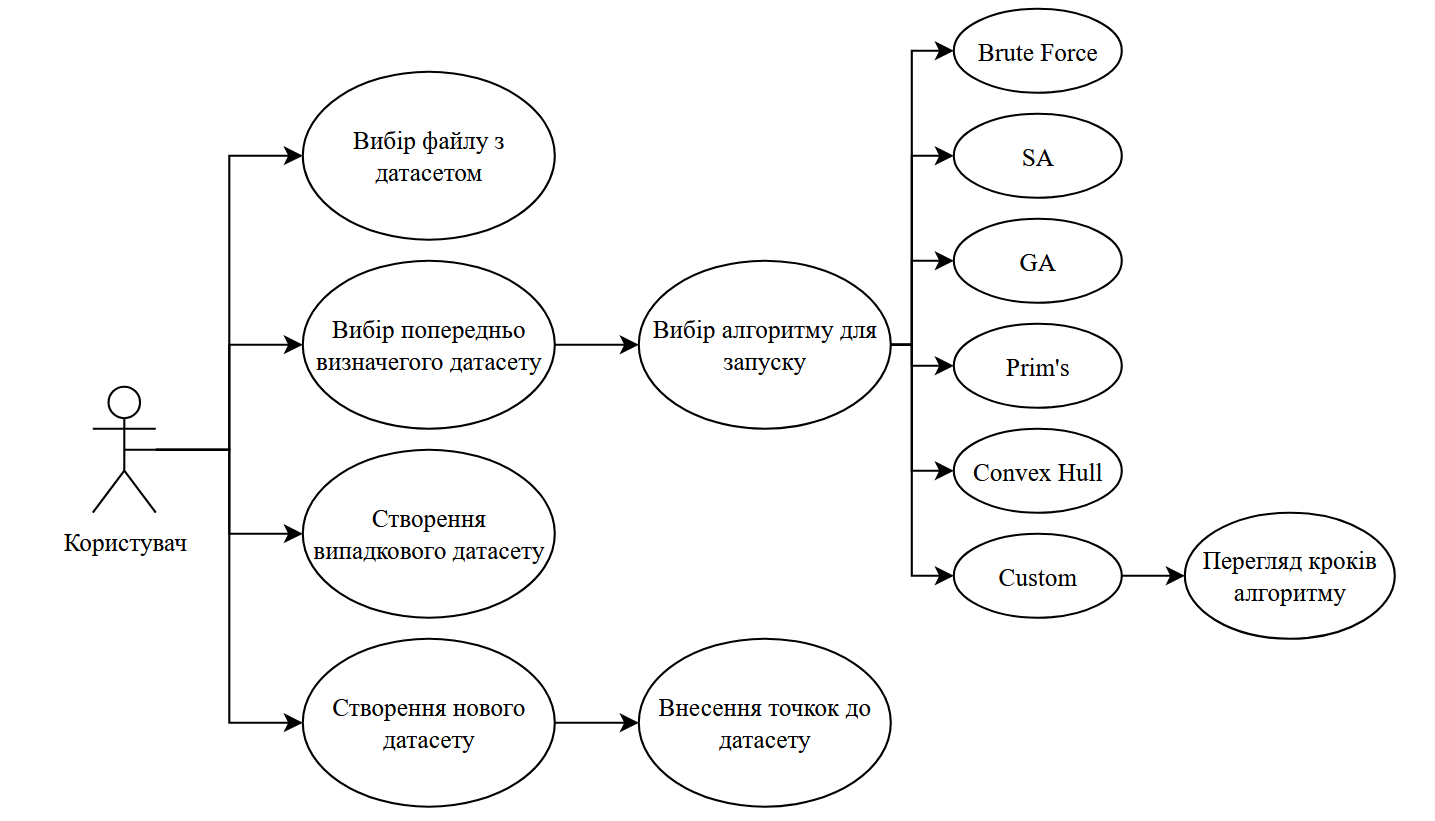 Brute Force
Вибір файлу з
датасетом
SA
GA
Вибір попередньо
визначегого датасету
Вибір алгоритму для
запуску
Prim's
Convex Hull
Користувач
Створення
випадкового датасету
Custom
Перегляд кроків
алгоритму
Створення нового
датасету
Внесення точкок до
датасету